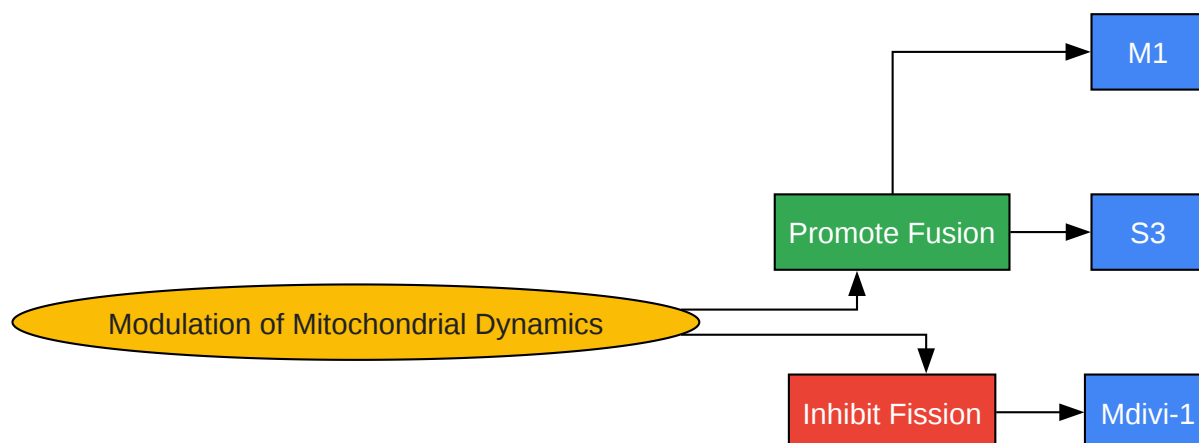 M1
Promote Fusion
S3
Modulation of Mitochondrial Dynamics
Inhibit Fission
Mdivi-1